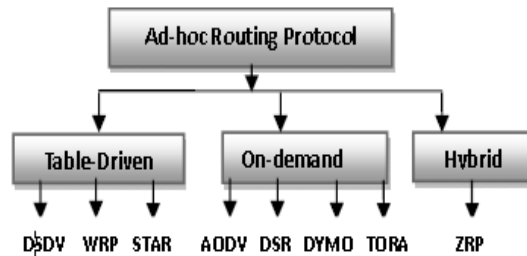 Ad-hoc Routing Protocol
Table-Driven On-demand Hybrid
DSDV WRP STAR AODV DSR DYMO TORA ZRP